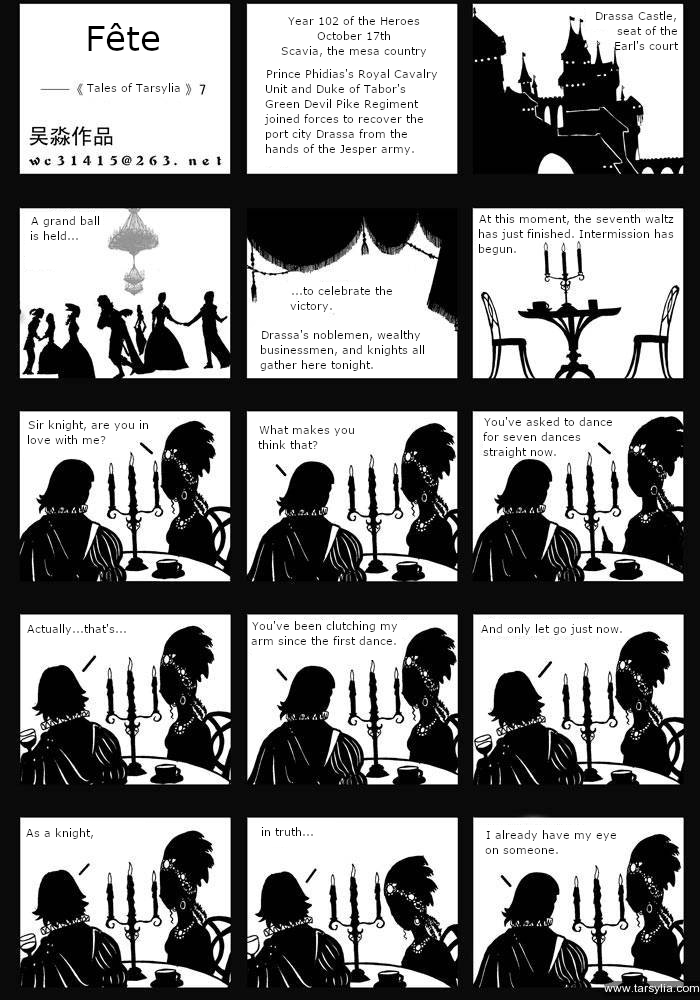 Fête
—— 《 Tales of Tarsylia 》 7
吴淼作品
wc31415@263.net
Year 102 of the Heroes
October 17th
Scavia, the mesa country
Prince Phidias's Royal Cavalry
Unit and Duke of Tabor's
Green Devil Pike Regiment
joined forces to recover the
port city Drassa from the
hands of the Jesper army.
Drassa Castle,
seat of the
Earl's court
A grand ball
is held...
...to celebrate the
victory.
Drassa's noblemen, wealthy
businessmen, and knights all
gather here tonight.
At this moment, the seventh waltz
has just finished. Intermission has
begun.
Sir knight, are you in
love with me?
What makes you
think that?
You've asked to dance
for seven dances
straight now.
Actually...that's...
You've been clutching my
arm since the first dance.
And only let go just now.
As a knight,
in truth...
I already have my eye
on someone.
www.tarsylia.com